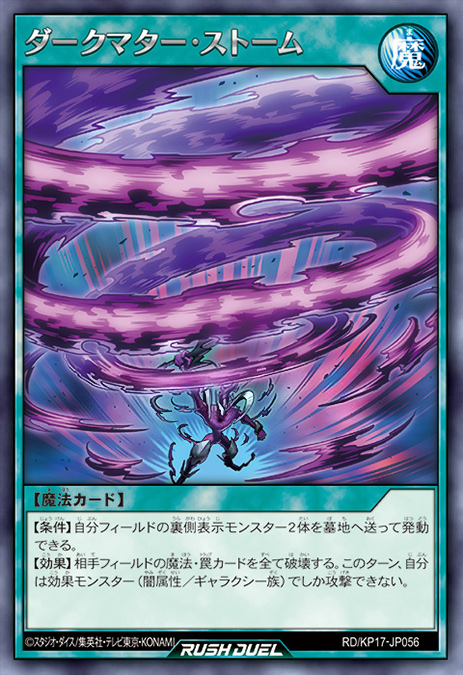 ダークマター・ストーム
魔
ま
【魔法カード】
【条件】自分フィールドの裏側表示モンスター2体を墓地へ送って発動
できる。
【効果】相手フィールドの魔法・罠カードを全て破壊する。このターン、自分
は効果モンスター（闇属性／ギャラクシー族）でしか攻撃できない。
©スタジオ・ダイス/集英社・テレビ東京・KONAMI
RUSH DUEL
RD/KP17-JP056